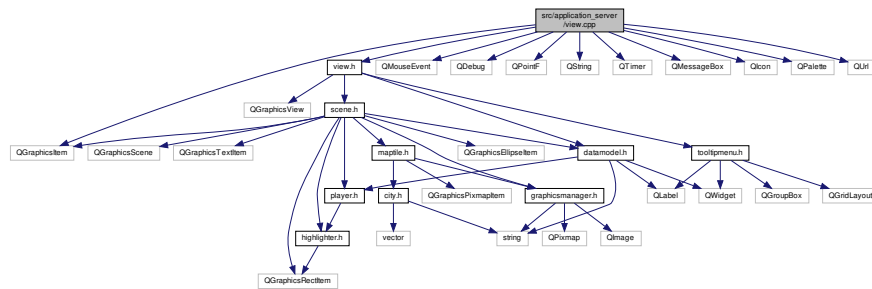 src/application_server
/view.cpp
view.h
QMouseEvent
QDebug
QPointF
QString
QTimer
QMessageBox
QIcon
QPalette
QUrl
QGraphicsView
scene.h
QGraphicsItem
QGraphicsScene
QGraphicsTextItem
maptile.h
QGraphicsEllipseItem
datamodel.h
tooltipmenu.h
player.h
city.h
QGraphicsPixmapItem
graphicsmanager.h
QLabel
QWidget
QGroupBox
QGridLayout
highlighter.h
vector
string
QPixmap
QImage
QGraphicsRectItem